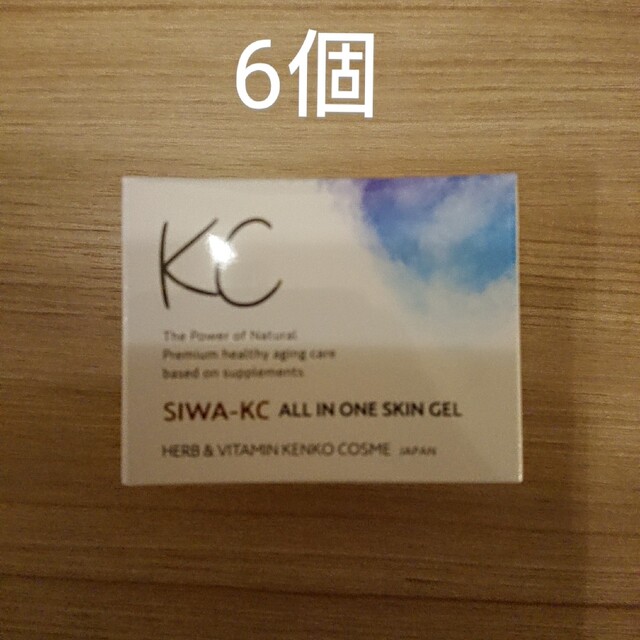 6個
KC
The Power of Natural
Premium healthy aging care
based on supplements
SIWA-KC ALL IN ONE SKIN GEL
HERB & VITAMIN KENKO COSME JAPAN